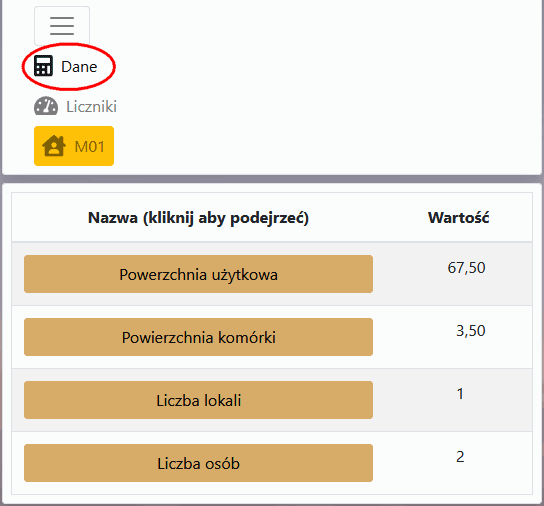 Dane
Liczniki
M01
Nazwa (kliknij aby podejrzeć) Wartość
Powerzchnia użytkowa 67,50
Powierzchnia komórki 3,50
Liczba lokali 1
Liczba osób 2